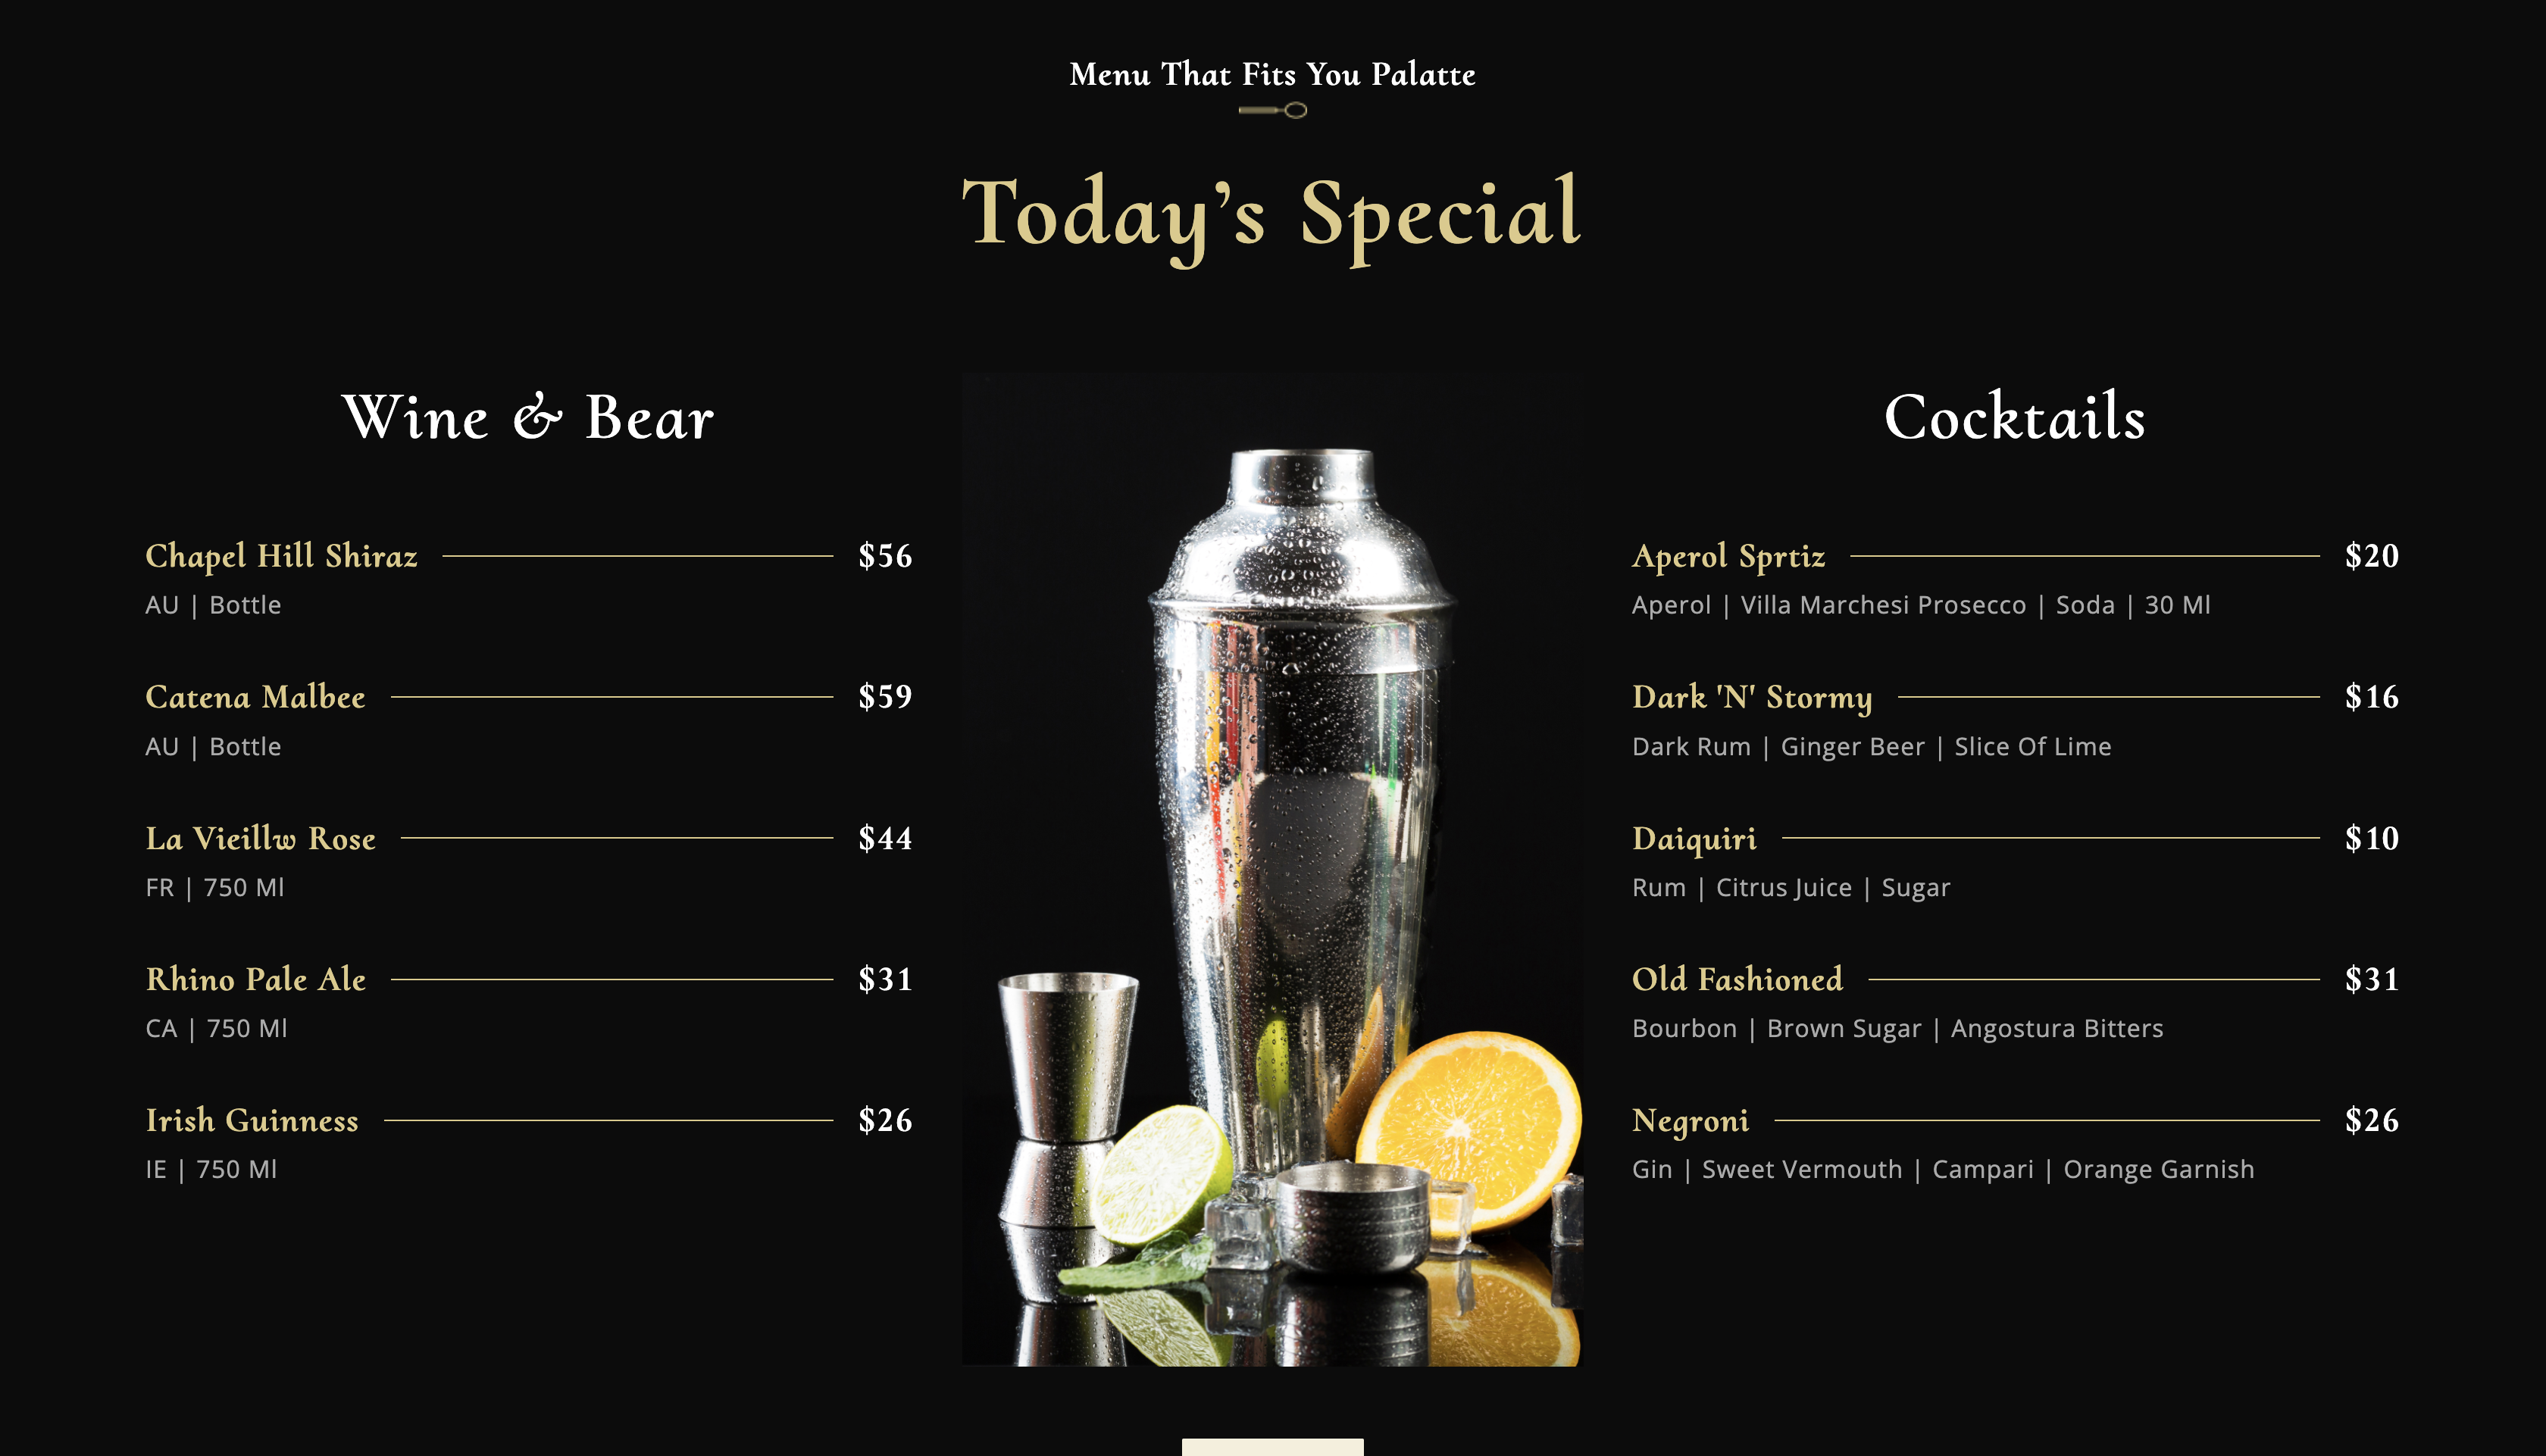 Menu That Fits You Palatte
Today’s Special
Wine & Bear
Chapel Hill Shiraz $56
AU | Bottle
Catena Malbee $59
AU | Bottle
La Vieillw Rose $44
FR | 750 Ml
Rhino Pale Ale $31
CA | 750 Ml
Irish Guinness $26
IE | 750 Ml
Cocktails
Aperol Sprtiz $20
Aperol | Villa Marchesi Prosecco | Soda | 30 Ml
Dark 'N' Stormy $16
Dark Rum | Ginger Beer | Slice Of Lime
Daiquiri $10
Rum | Citrus Juice | Sugar
Old Fashioned $31
Bourbon | Brown Sugar | Angostura Bitters
Negroni $26
Gin | Sweet Vermouth | Campari | Orange Garnish